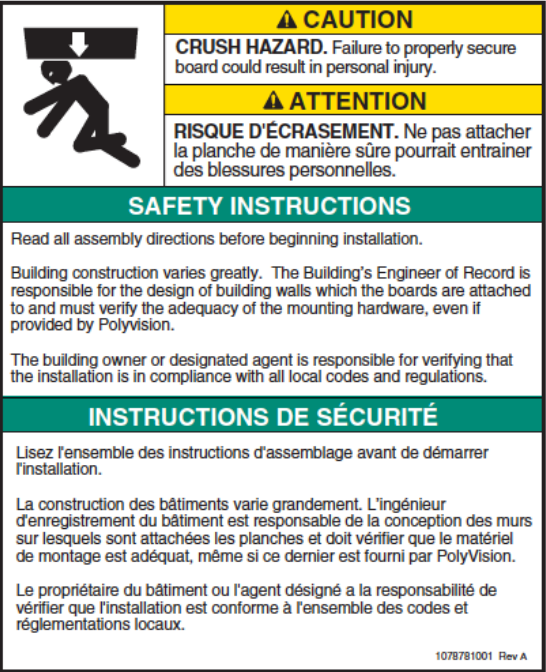 ⚠ CAUTION
CRUSH HAZARD. Failure to properly secure
board could result in personal injury.
⚠ ATTENTION
RISQUE D'ÉCRASEMENT. Ne pas attacher
la planche de manière sûre pourrait entrainer
des blessures personnelles.
SAFETY INSTRUCTIONS
Read all assembly directions before beginning installation.
Building construction varies greatly. The Building's Engineer of Record is
responsible for the design of building walls which the boards are attached
to and must verify the adequacy of the mounting hardware, even if
provided by Polyvision.
The building owner or designated agent is responsible for verifying that
the installation is in compliance with all local codes and regulations.
INSTRUCTIONS DE SÉCURITÉ
Lisez l'ensemble des instructions d'assemblage avant de démarrer
l'installation.
La construction des bâtiments varie grandement. L'ingénieur
d'enregistrement du bâtiment est responsable de la conception des murs
sur lesquels sont attachées les planches et doit vérifier que le matériel
de montage est adéquat, même si ce dernier est fourni par PolyVision.
Le propriétaire du bâtiment ou l'agent désigné a la responsabilité de
vérifier que l'installation est conforme à l'ensemble des codes et
réglementations locaux.
1078781001 Rev A